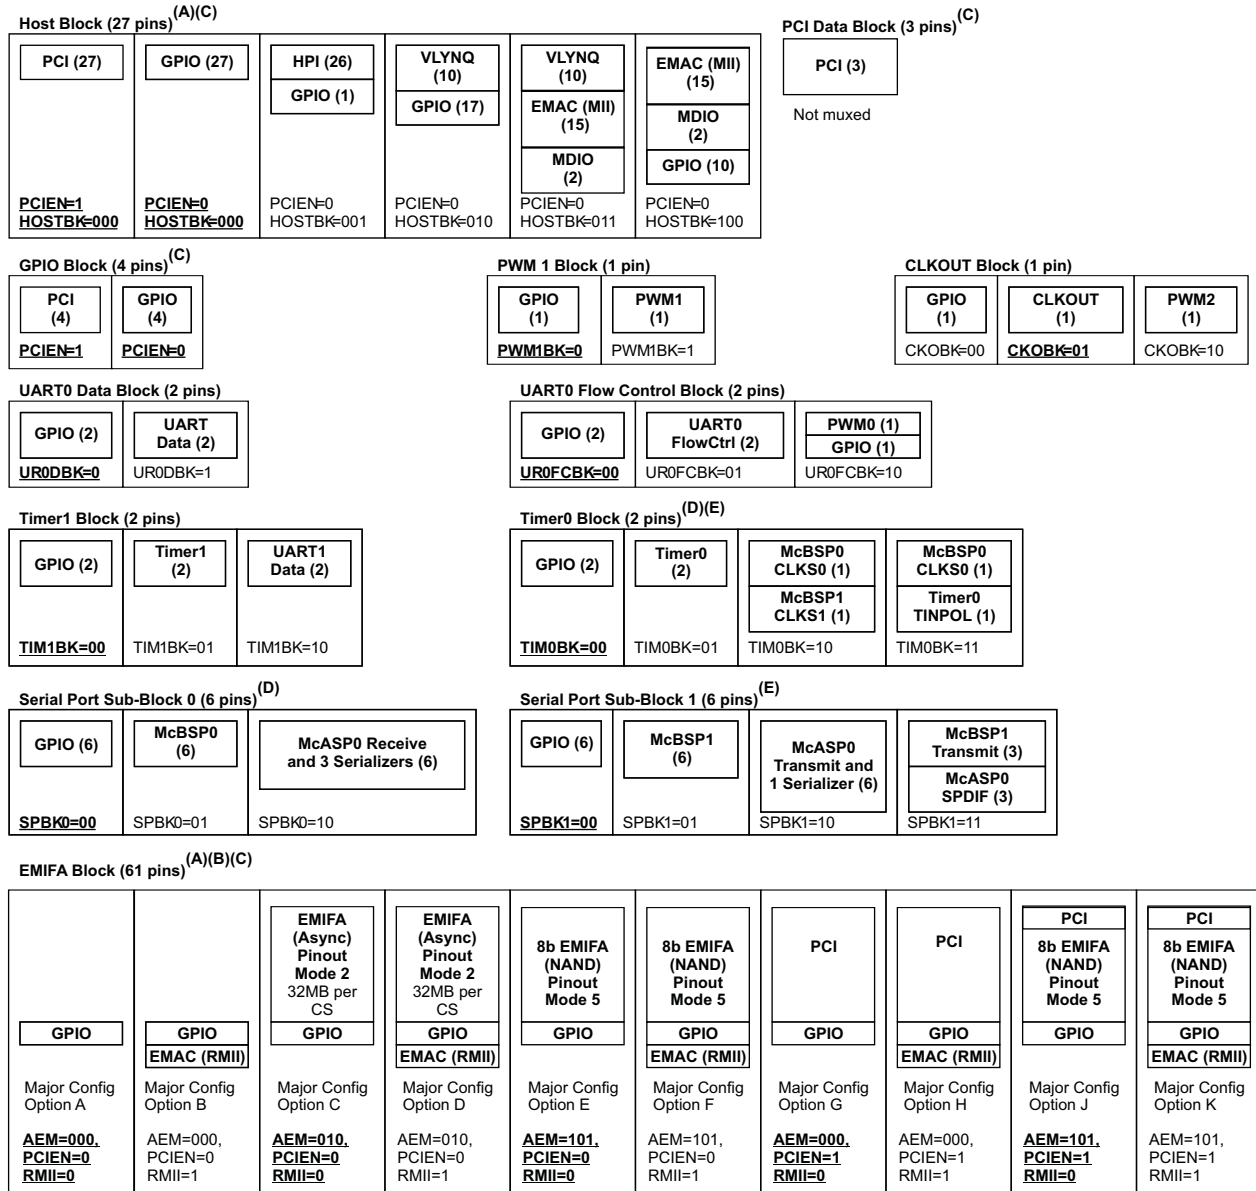 Host Block (27 pins)(A)(C)
PCI Data Block (3 pins)(C)
PCI (27)
GPIO (27)
HPI (26)
GPIO (1)
VLYNQ
(10)
GPIO (17)
VLYNQ
(10)
EMAC (MII)
(15)
MDIO
(2)
EMAC (MII)
(15)
MDIO
(2)
GPIO (10)
PCI (3)
Not muxed
PCIEN=1
HOSTBK=000
PCIEN=0
HOSTBK=000
PCIEN=0
HOSTBK=001
PCIEN=0
HOSTBK=010
PCIEN=0
HOSTBK=011
PCIEN=0
HOSTBK=100
GPIO Block (4 pins)(C)
PCI
(4)
PCIEN=1
GPIO
(4)
PCIEN=0
PWM 1 Block (1 pin)
GPIO
(1)
PWM1BK=0
PWM1
(1)
PWM1BK=1
CLKOUT Block (1 pin)
GPIO
(1)
CKOBK=00
CLKOUT
(1)
CKOBK=01
PWM2
(1)
CKOBK=10
UART0 Data Block (2 pins)
GPIO (2)
UR0DBK=0
UART
Data (2)
UR0DBK=1
UART0 Flow Control Block (2 pins)
GPIO (2)
UR0FCBK=00
UART0
FlowCtrl (2)
UR0FCBK=01
PWM0 (1)
GPIO (1)
UR0FCBK=10
Timer1 Block (2 pins)
GPIO (2)
TIM1BK=00
Timer1
(2)
TIM1BK=01
UART1
Data (2)
TIM1BK=10
Timer0 Block (2 pins)(D)(E)
GPIO (2)
TIM0BK=00
Timer0
(2)
TIM0BK=01
McBSP0
CLKS0 (1)
McBSP1
CLKS1 (1)
TIM0BK=10
McBSP0
CLKS0 (1)
Timer0
TINPOL (1)
TIM0BK=11
Serial Port Sub-Block 0 (6 pins)(D)
GPIO (6)
SPBK0=00
McBSP0
(6)
SPBK0=01
McASP0 Receive
and 3 Serializers (6)
SPBK0=10
Serial Port Sub-Block 1 (6 pins)(E)
GPIO (6)
SPBK1=00
McBSP1
(6)
SPBK1=01
McASP0
Transmit and
1 Serializer (6)
SPBK1=10
McBSP1
Transmit (3)
McASP0
SPDIF (3)
SPBK1=11
EMIFA Block (61 pins)(A)(B)(C)
GPIO
Major Config
Option A
AEM=000,
PCIEN=0
RMII=0
GPIO
EMAC (RMII)
Major Config
Option B
AEM=000,
PCIEN=0
RMII=1
EMIFA
(Async)
Pinout
Mode 2
32MB per
CS
GPIO
Major Config
Option C
AEM=010,
PCIEN=0
RMII=0
EMIFA
(Async)
Pinout
Mode 2
32MB per
CS
GPIO
EMAC (RMII)
Major Config
Option D
AEM=010,
PCIEN=0
RMII=1
8b EMIFA
(NAND)
Pinout
Mode 5
GPIO
Major Config
Option E
AEM=101,
PCIEN=0
RMII=0
8b EMIFA
(NAND)
Pinout
Mode 5
GPIO
EMAC (RMII)
Major Config
Option F
AEM=101,
PCIEN=0
RMII=1
PCI
GPIO
Major Config
Option G
AEM=000,
PCIEN=1
RMII=0
PCI
GPIO
EMAC (RMII)
Major Config
Option H
AEM=000,
PCIEN=1
RMII=1
PCI
8b EMIFA
(NAND)
Pinout
Mode 5
GPIO
Major Config
Option J
AEM=101,
PCIEN=1
RMII=0
PCI
8b EMIFA
(NAND)
Pinout
Mode 5
GPIO
EMAC (RMII)
Major Config
Option K
AEM=101,
PCIEN=1
RMII=1